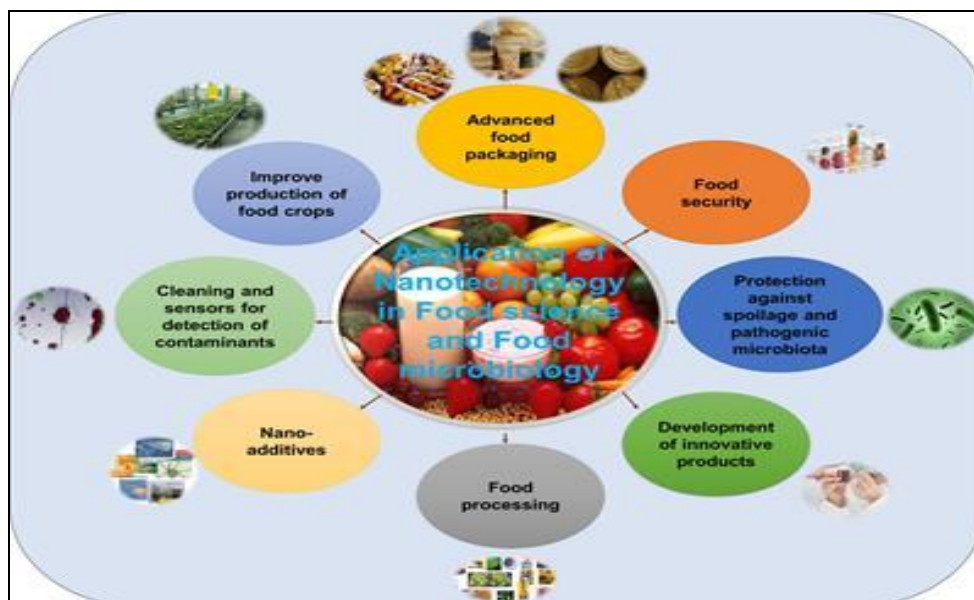 Advanced
food
packaging
Food
security
Protection
against
spoilage and
pathogenic
microbiota
Development
of innovative
products
Food
processing
Nano-
additives
Cleaning and
sensors for
detection of
contaminants
Improve
production of
food crops
Application of
Nanotechnology
in Food science
and Food
microbiology